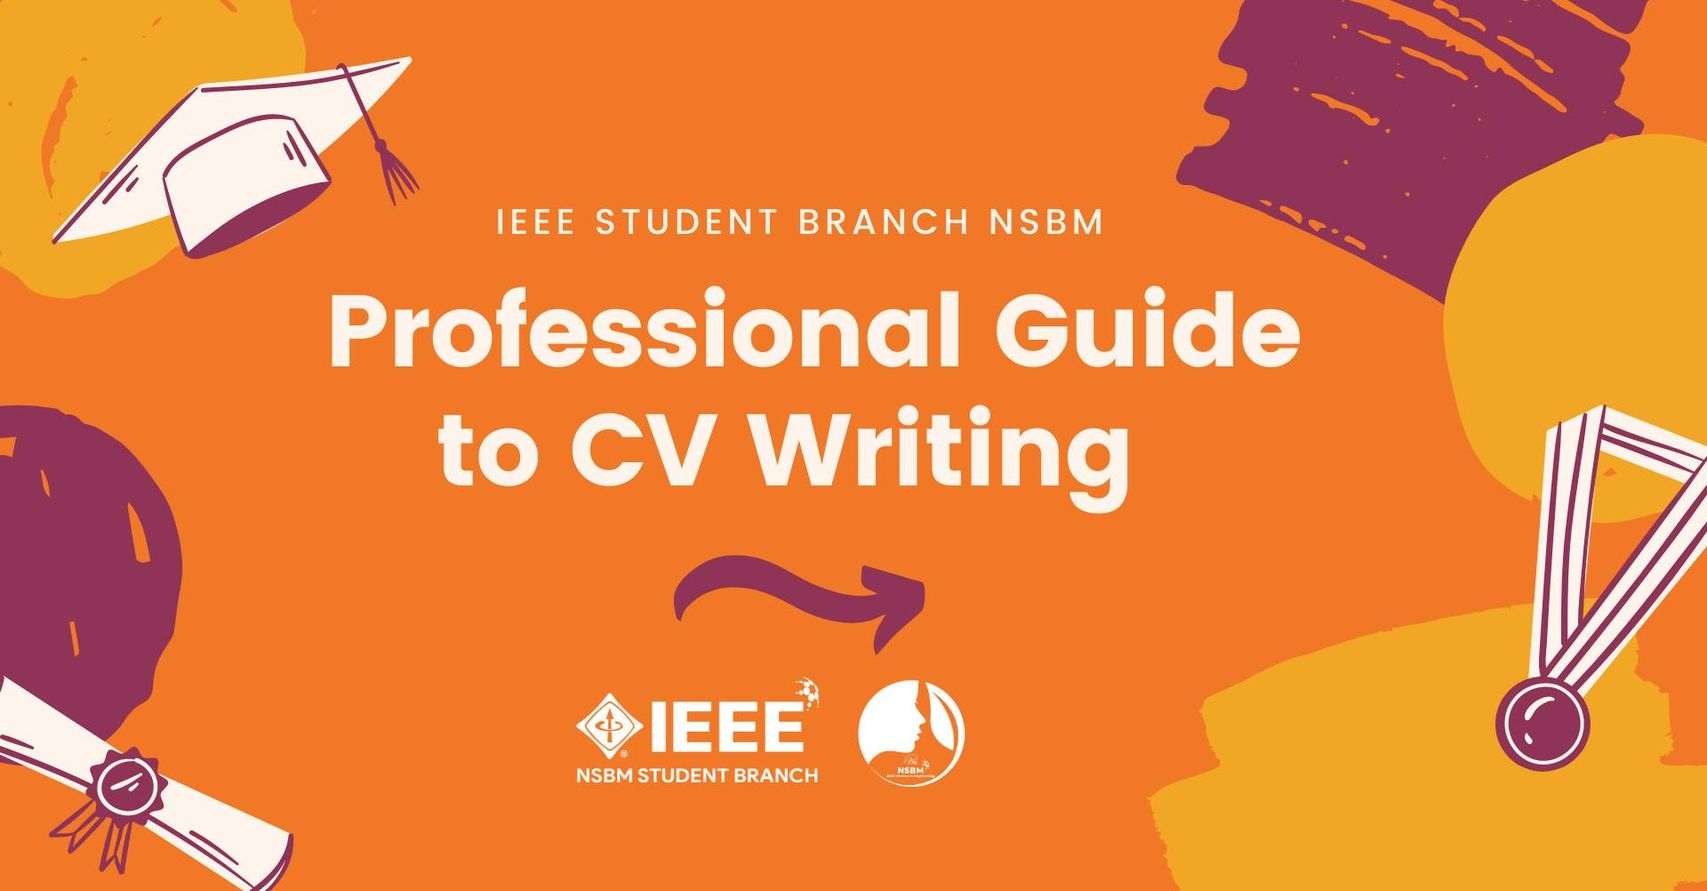 IEEE STUDENT BRANCH NSBM
Professional Guide
to CV Writing
IEEE
®
NSBM STUDENT BRANCH
NSBM